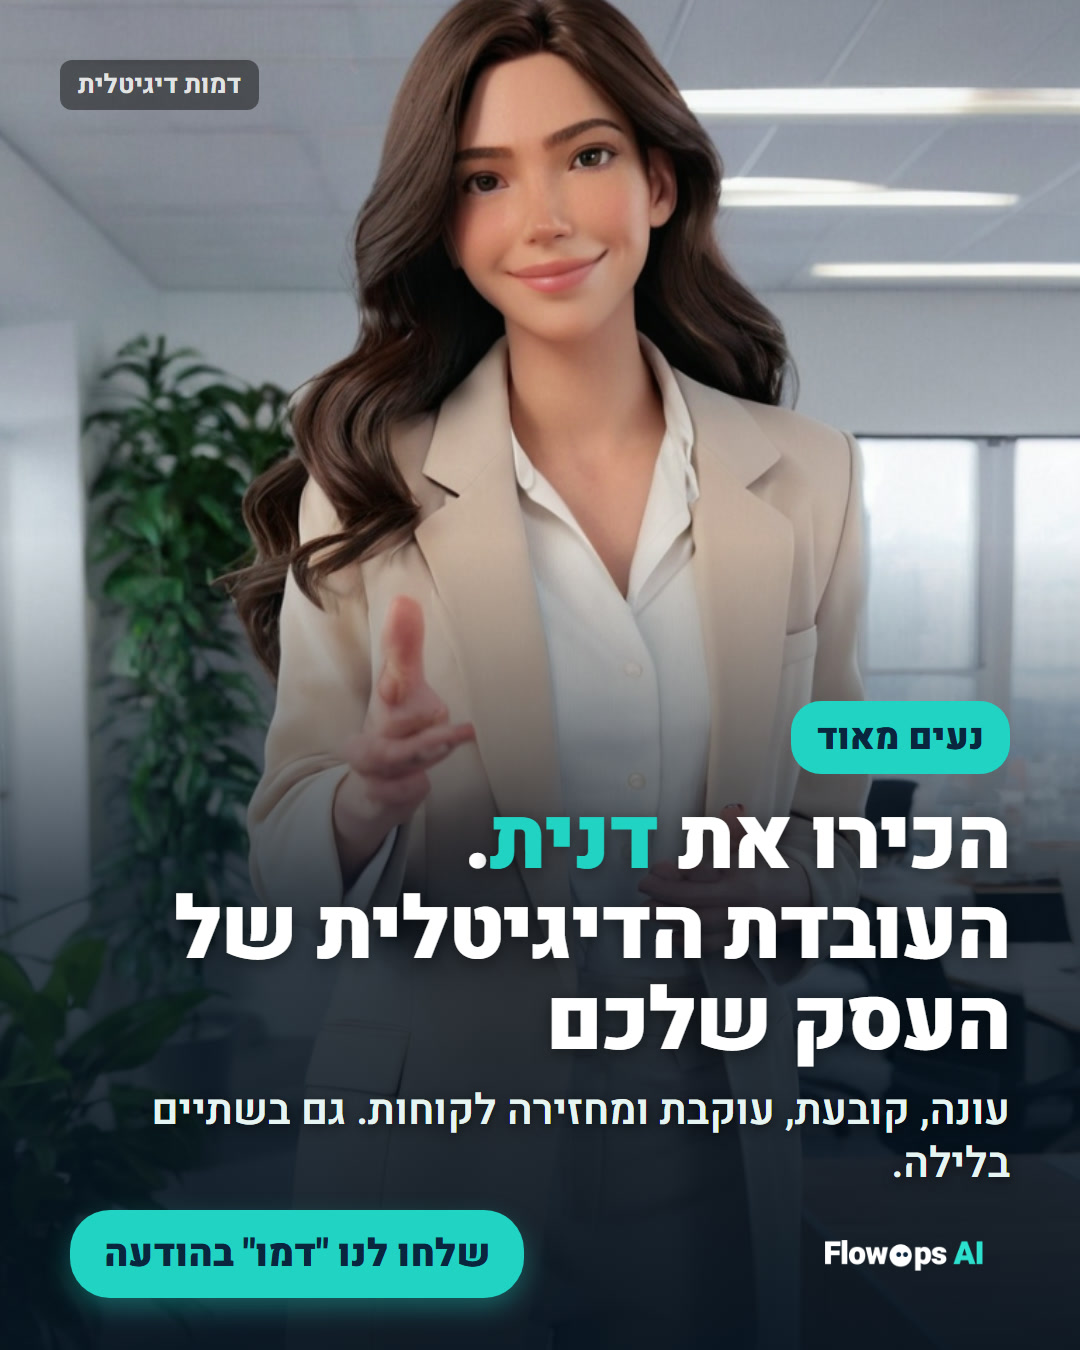 דמות דיגיטלית
נעים מאוד
הכירו את דנית.
העובדת הדיגיטלית של
העסק שלכם
עונה, קובעת, עוקבת ומחזירה לקוחות. גם בשתיים
בלילה.
שלחו לנו "דמו" בהודעה
FlowOps AI